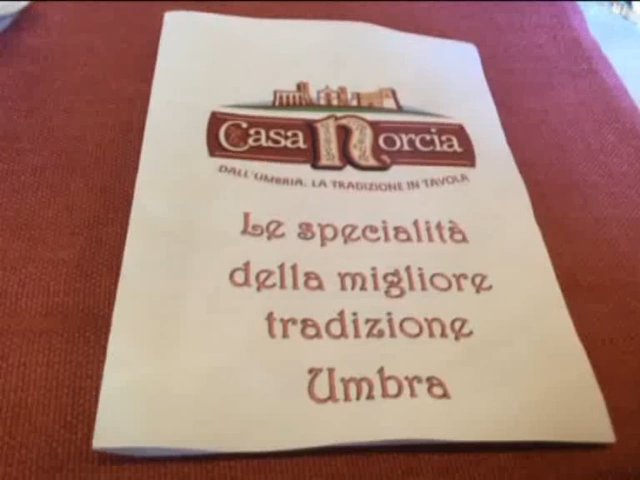 Casa Norcia
DALL'UMBRIA, LA TRADIZIONE IN TAVOLA
Le specialità
della migliore
tradizione
Umbra